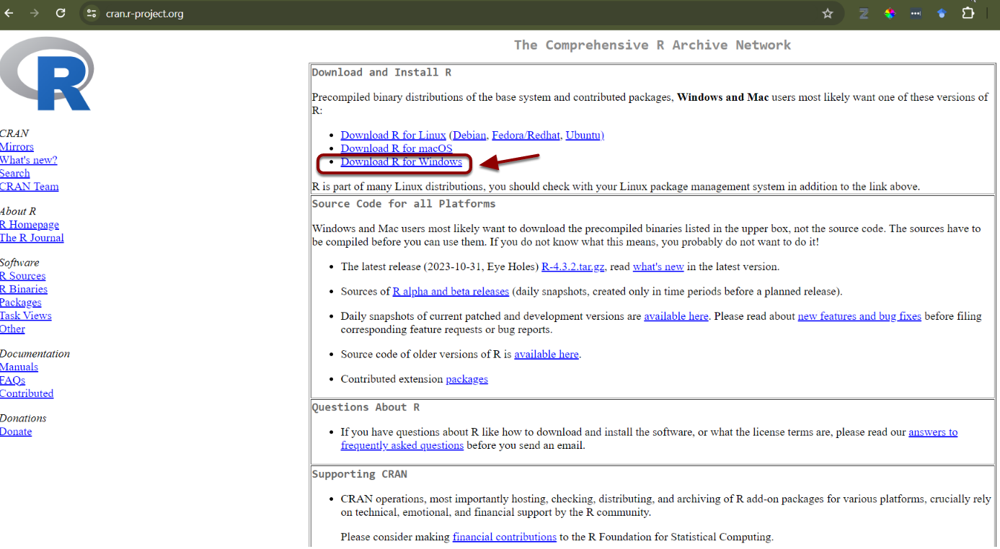 cran.r-project.org
R
CRAN
Mirrors
What's new?
Search
CRAN Team
About R
R Homepage
The R Journal
Software
R Sources
R Binaries
Packages
Task Views
Other
Documentation
Manuals
FAQs
Contributed
Donations
Donate
The Comprehensive R Archive Network
Download and Install R
Precompiled binary distributions of the base system and contributed packages, Windows and Mac users most likely want one of these versions of
R:
• Download R for Linux (Debian, Fedora/Redhat, Ubuntu)
• Download R for macOS
• Download R for Windows
R is part of many Linux distributions, you should check with your Linux package management system in addition to the link above.
Source Code for all Platforms
Windows and Mac users most likely want to download the precompiled binaries listed in the upper box, not the source code. The sources have to
be compiled before you can use them. If you do not know what this means, you probably do not want to do it!
• The latest release (2023-10-31, Eye Holes) R-4.3.2.tar.gz, read what's new in the latest version.
• Sources of R alpha and beta releases (daily snapshots, created only in time periods before a planned release).
• Daily snapshots of current patched and development versions are available here. Please read about new features and bug fixes before filing
corresponding feature requests or bug reports.
• Source code of older versions of R is available here.
• Contributed extension packages
Questions About R
• If you have questions about R like how to download and install the software, or what the license terms are, please read our answers to
frequently asked questions before you send an email.
Supporting CRAN
• CRAN operations, most importantly hosting, checking, distributing, and archiving of R add-on packages for various platforms, crucially rely
on technical, emotional, and financial support by the R community.
Please consider making financial contributions to the R Foundation for Statistical Computing.